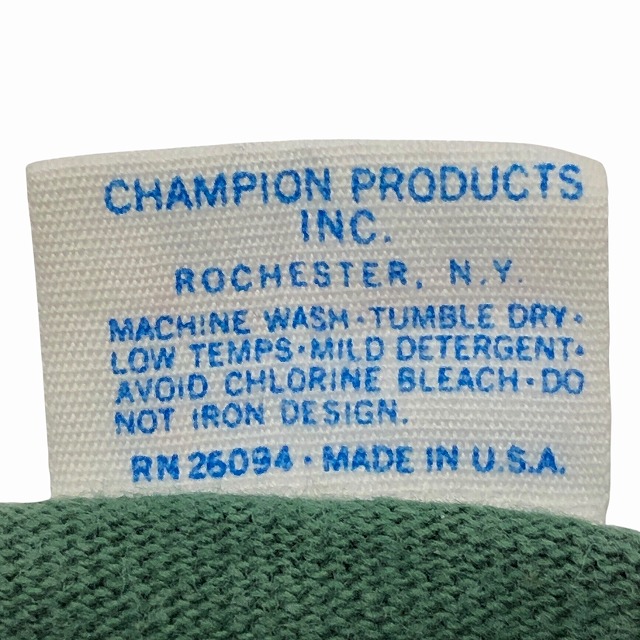 CHAMPION PRODUCTS
INC.
ROCHESTER, N.Y.
MACHINE WASH·TUMBLE DRY·
LOW TEMPS·MILD DETERGENT·
AVOID CHLORINE BLEACH·DO
NOT IRON DESIGN.
RN 26094 · MADE IN U.S.A.